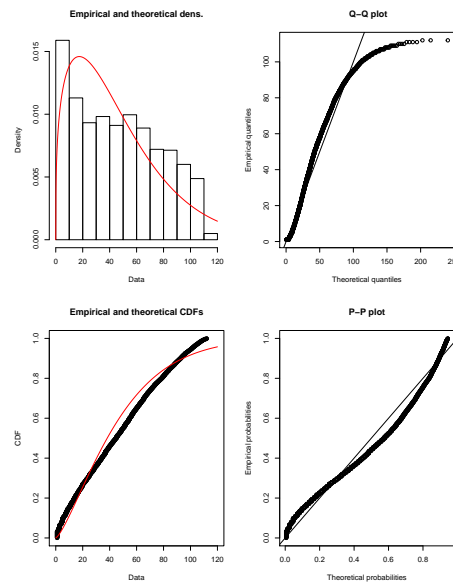 Empirical and theoretical dens.
Density
0.000
0.005
0.010
0.015
0 20 40 60 80 100 120
Data
Q−Q plot
Empirical quantiles
0 20 40 60 80 100
0 50 100 150 200
Theoretical quantiles
Empirical and theoretical CDFs
CDF
0.0 0.2 0.4 0.6 0.8 1.0
0 20 40 60 80 100 120
Data
P−P plot
Empirical probabilities
0.0 0.2 0.4 0.6 0.8 1.0
0.0 0.2 0.4 0.6 0.8
Theoretical probabilities